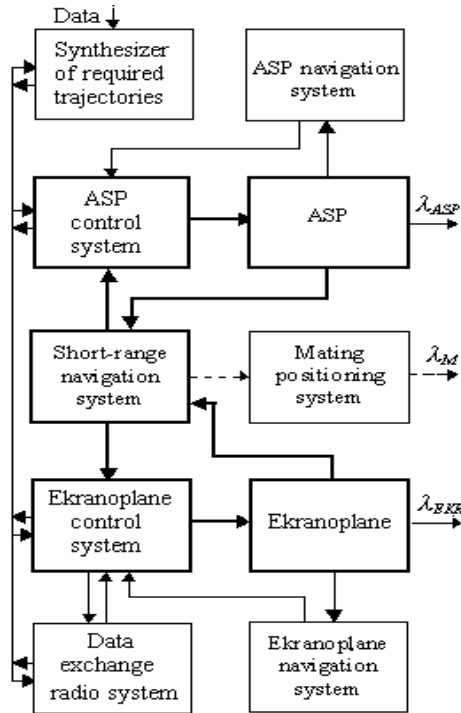 Data
Synthesizer
of required
trajectories
ASP navigation
system
ASP
control
system
ASP
λASP
Short-range
navigation
system
Mating
positioning
system
λM
Ekranoplane
control
system
Ekranoplane
λEKR
Data
exchange
radio system
Ekranoplane
navigation
system